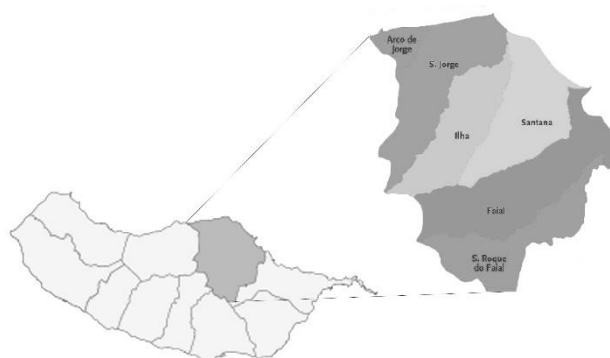 Arco de
Jorge
S. Jorge
Ilha
Santana
Faial
S. Roque
do Faial